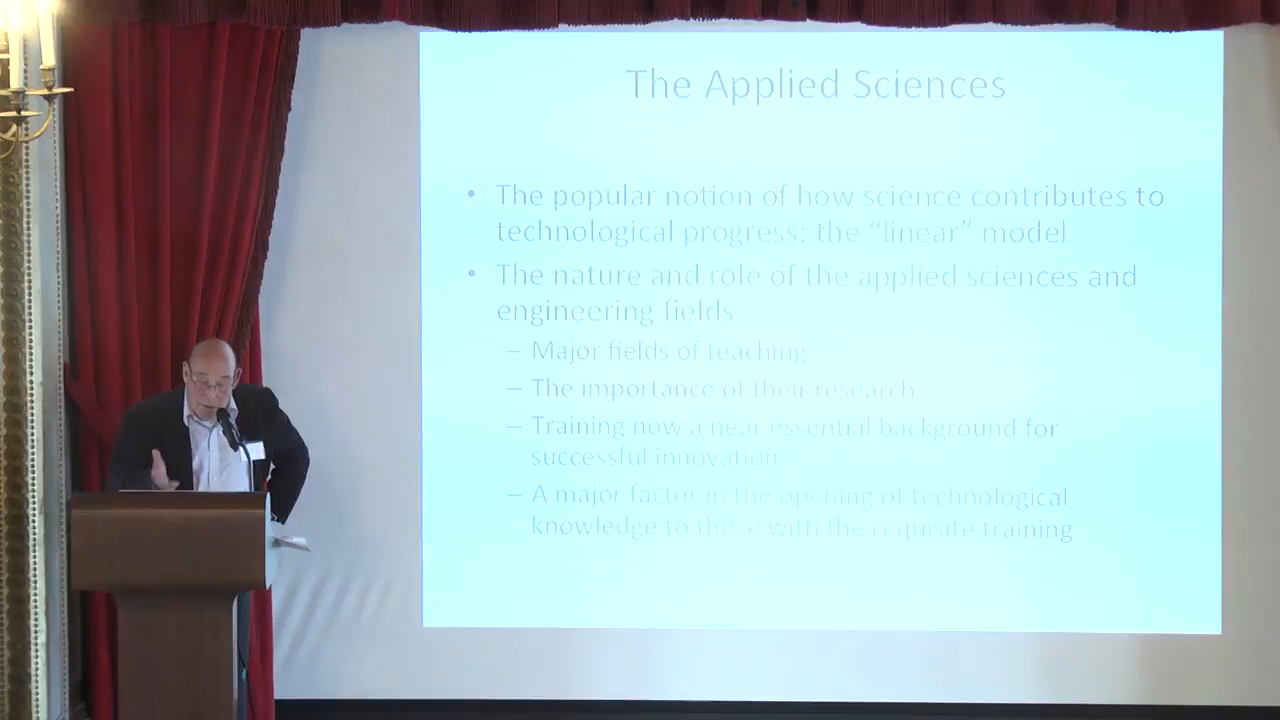 The Applied Sciences
• The popular notion of how science contributes to
technological progress: the “linear” model
• The nature and role of the applied sciences and
engineering fields
– Major fields of teaching
– The importance of their research
– Training now a near essential background for
successful innovation
– A major factor in the opening of technological
knowledge to those with the requisite training